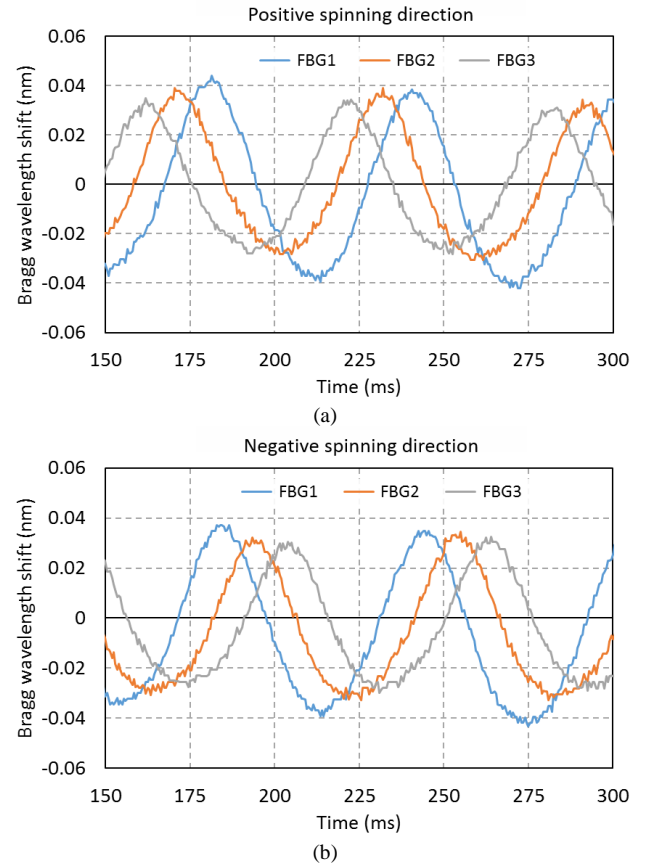 Positive spinning direction
0.06
FBG1 FBG2 FBG3
0.04
0.02
0
-0.02
-0.04
-0.06
Bragg wavelength shift (nm)
150 175 200 225 250 275 300
Time (ms)
(a)
Negative spinning direction
0.06
FBG1 FBG2 FBG3
0.04
0.02
0
-0.02
-0.04
-0.06
Bragg wavelength shift (nm)
150 175 200 225 250 275 300
Time (ms)
(b)